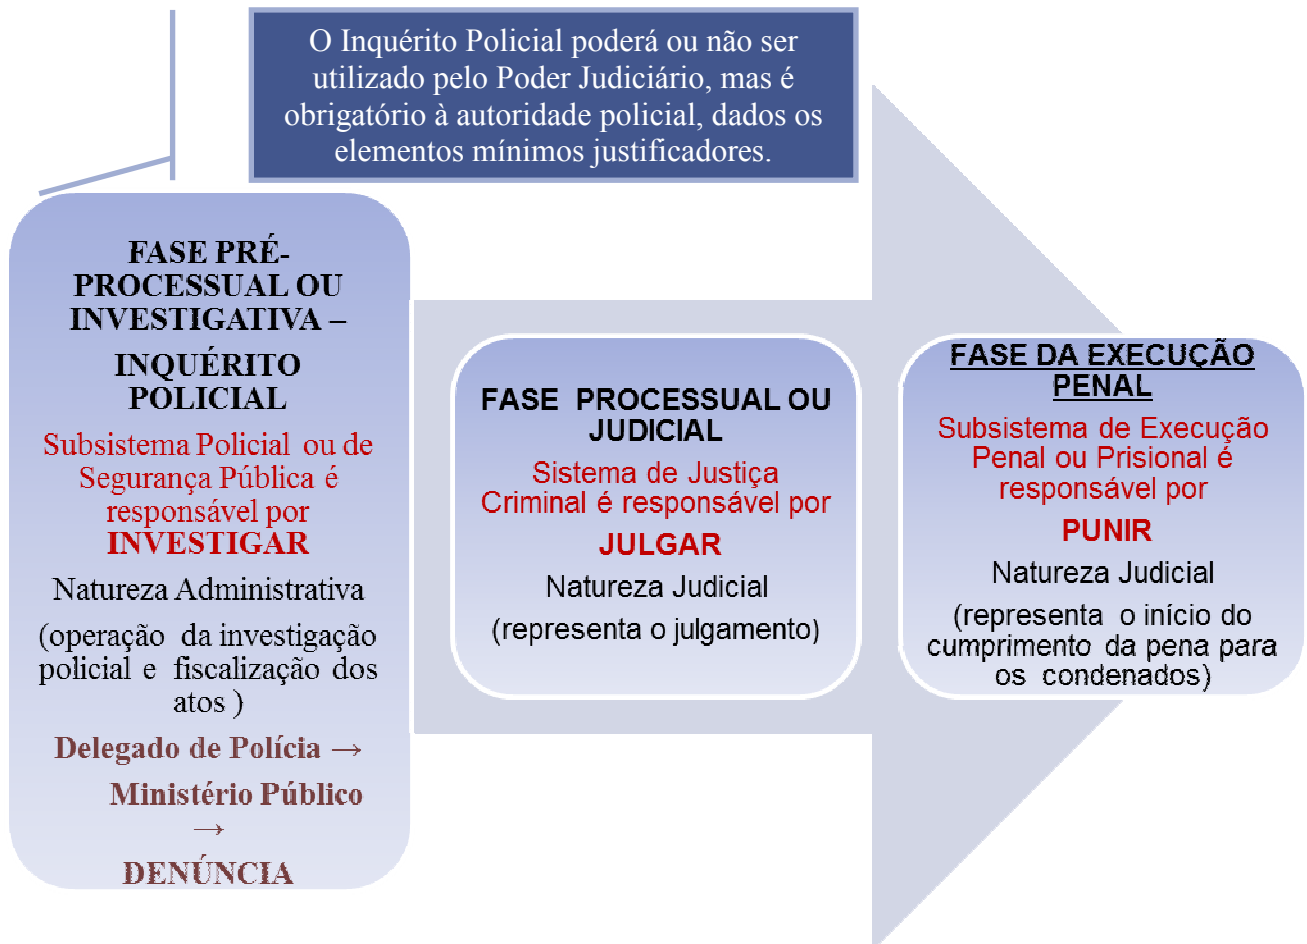 O Inquérito Policial poderá ou não ser
utilizado pelo Poder Judiciário, mas é
obrigatório à autoridade policial, dados os
elementos mínimos justificadores.
FASE PRÉ-
PROCESSUAL OU
INVESTIGATIVA –
INQUÉRITO
POLICIAL
Subsistema Policial ou de
Segurança Pública é
responsável por
INVESTIGAR
Natureza Administrativa
(operação da investigação
policial e fiscalização dos
atos )
Delegado de Polícia →
Ministério Público
→
DENÚNCIA
FASE PROCESSUAL OU
JUDICIAL
Sistema de Justiça
Criminal é responsável por
JULGAR
Natureza Judicial
(representa o julgamento)
FASE DA EXECUÇÃO
PENAL
Subsistema de Execução
Penal ou Prisional é
responsável por
PUNIR
Natureza Judicial
(representa o início do
cumprimento da pena para
os condenados)